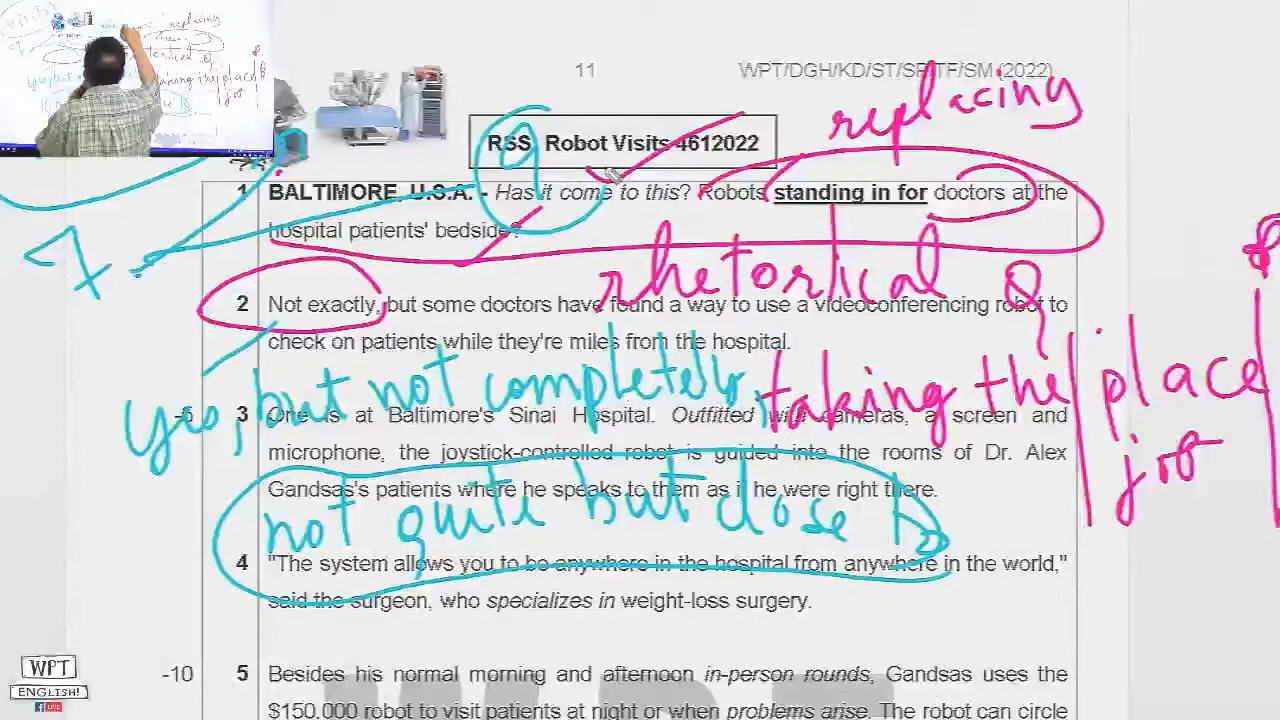 11
WPT/DGH/KD/ST/SF/TF/SM (2022)
replacing
RSS Robot Visits 4612022
9
1 BALTIMORE, U.S.A. - Has it come to this? Robots standing in for doctors at the
hospital patients' bedside?
7
rhetorical Q
2 Not exactly, but some doctors have found a way to use a videoconferencing robot to
check on patients while they're miles from the hospital.
yes, but not completely
taking the place
job
-5 3 One is at Baltimore's Sinai Hospital. Outfitted with cameras, a screen and
microphone, the joystick-controlled robot is guided into the rooms of Dr. Alex
Gandsas's patients where he speaks to them as if he were right there.
not quite but close to
4 "The system allows you to be anywhere in the hospital from anywhere in the world,"
said the surgeon, who specializes in weight-loss surgery.
-10 5 Besides his normal morning and afternoon in-person rounds, Gandsas uses the
$150.000 robot to visit patients at night or when problems arise. The robot can circle
WPT
ENGLISH!
LIVE